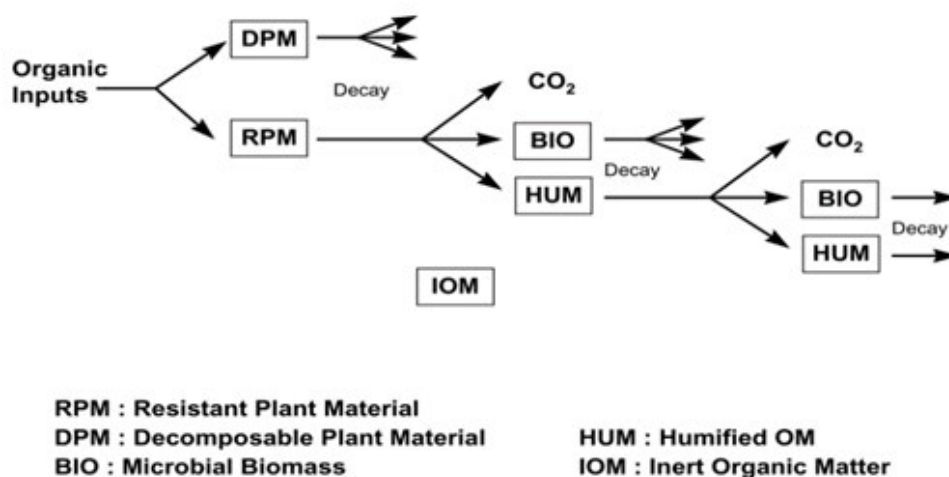 DPM
Organic
Inputs
Decay
CO₂
RPM
BIO
CO₂
Decay
HUM
BIO
Decay
HUM
IOM
RPM : Resistant Plant Material
DPM : Decomposable Plant Material
HUM : Humified OM
BIO : Microbial Biomass
IOM : Inert Organic Matter